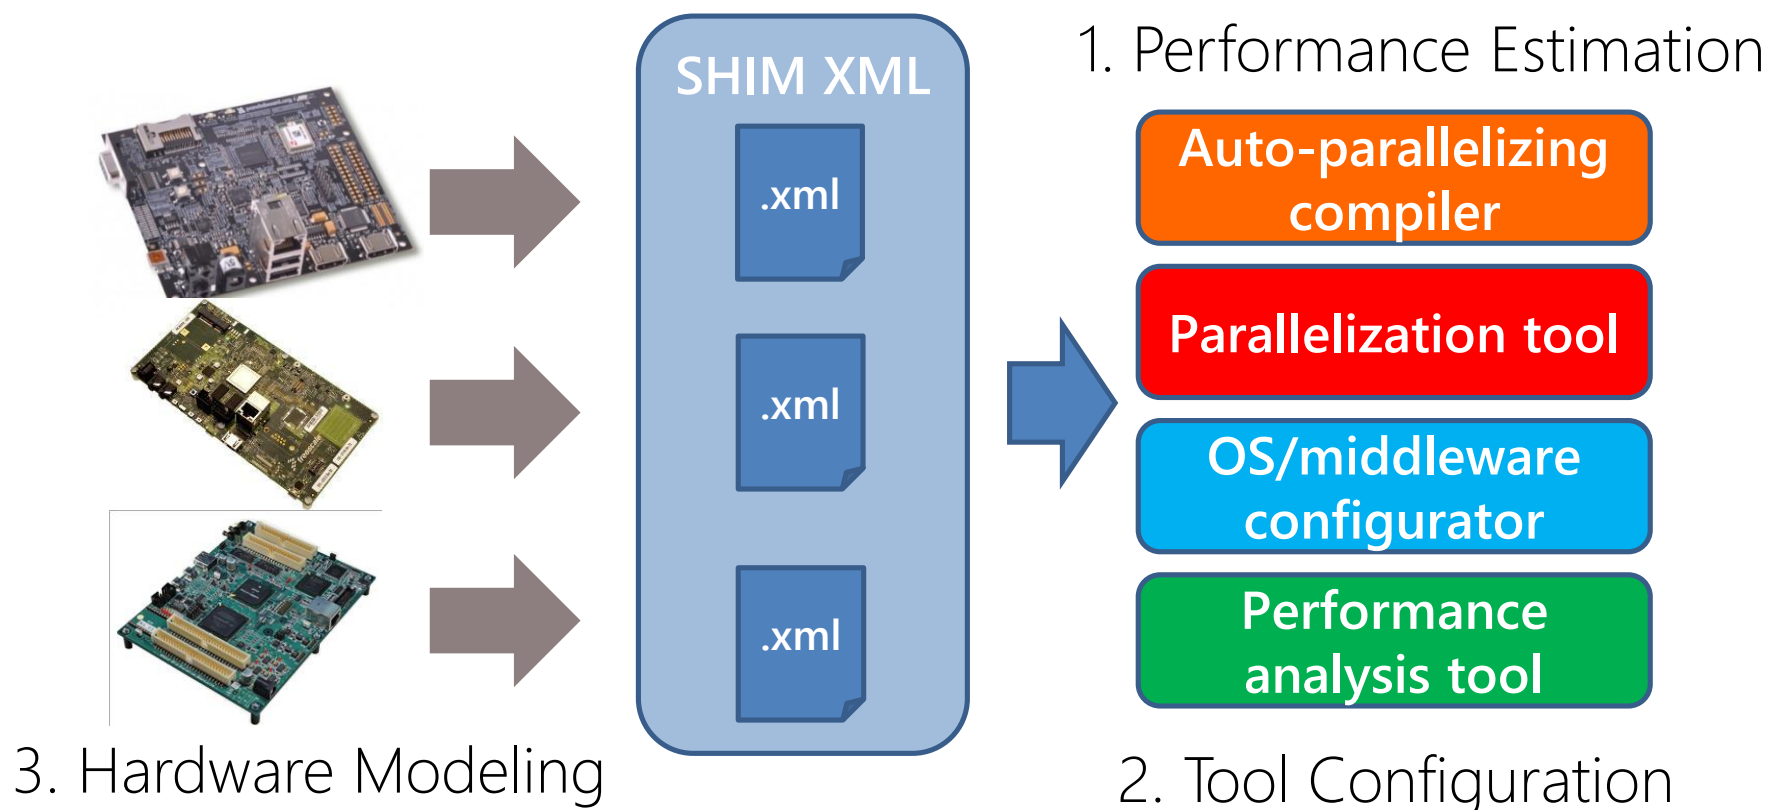 1. Performance Estimation
SHIM XML
.xml
.xml
.xml
Auto-parallelizing
compiler
Parallelization tool
OS/middleware
configurator
Performance
analysis tool
freescale
3. Hardware Modeling
2. Tool Configuration